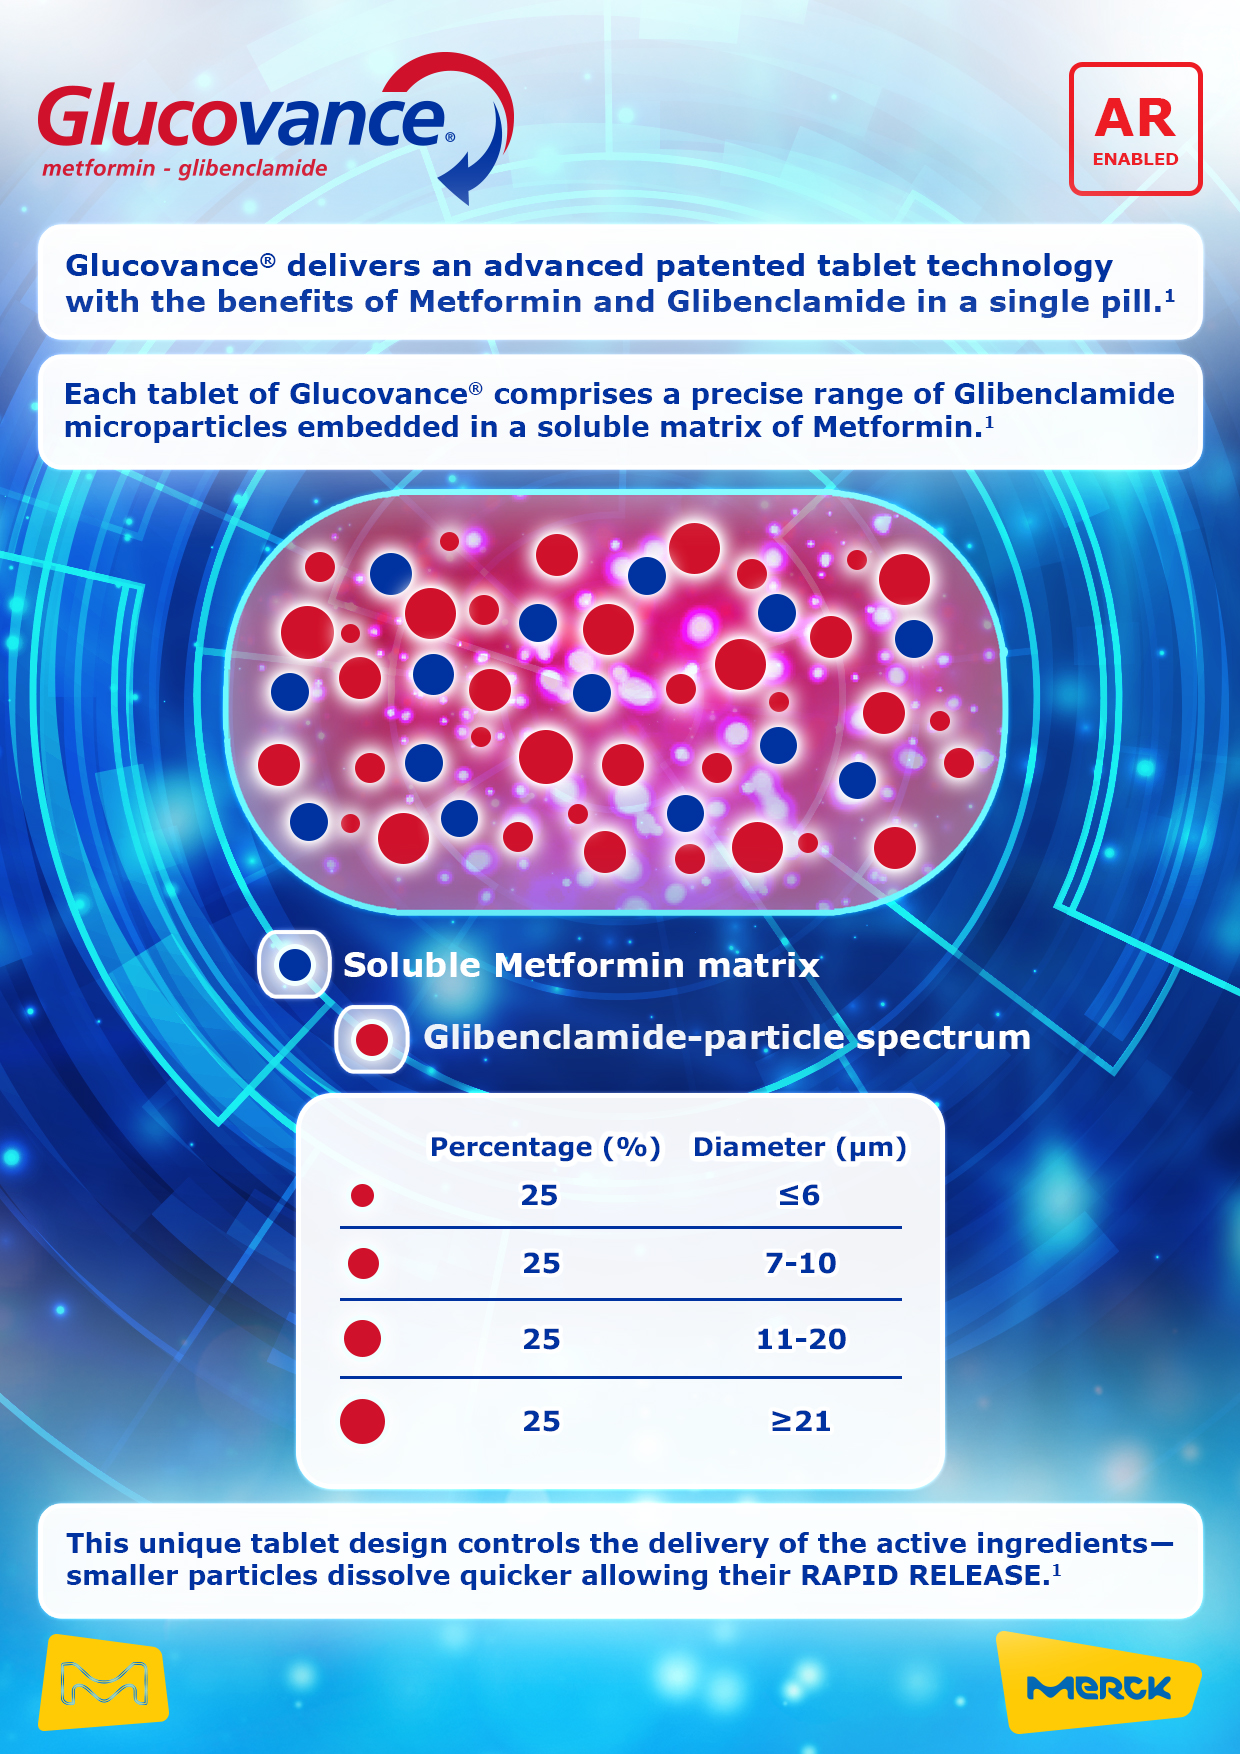 Glucovance®
metformin - glibenclamide
AR
ENABLED
Glucovance® delivers an advanced patented tablet technology
with the benefits of Metformin and Glibenclamide in a single pill.¹
Each tablet of Glucovance® comprises a precise range of Glibenclamide
microparticles embedded in a soluble matrix of Metformin.¹
Soluble Metformin matrix
Glibenclamide-particle spectrum
Percentage (%) Diameter (µm)
25 ≤6
25 7-10
25 11-20
25 ≥21
This unique tablet design controls the delivery of the active ingredients—
smaller particles dissolve quicker allowing their RAPID RELEASE.¹
M
MERCK